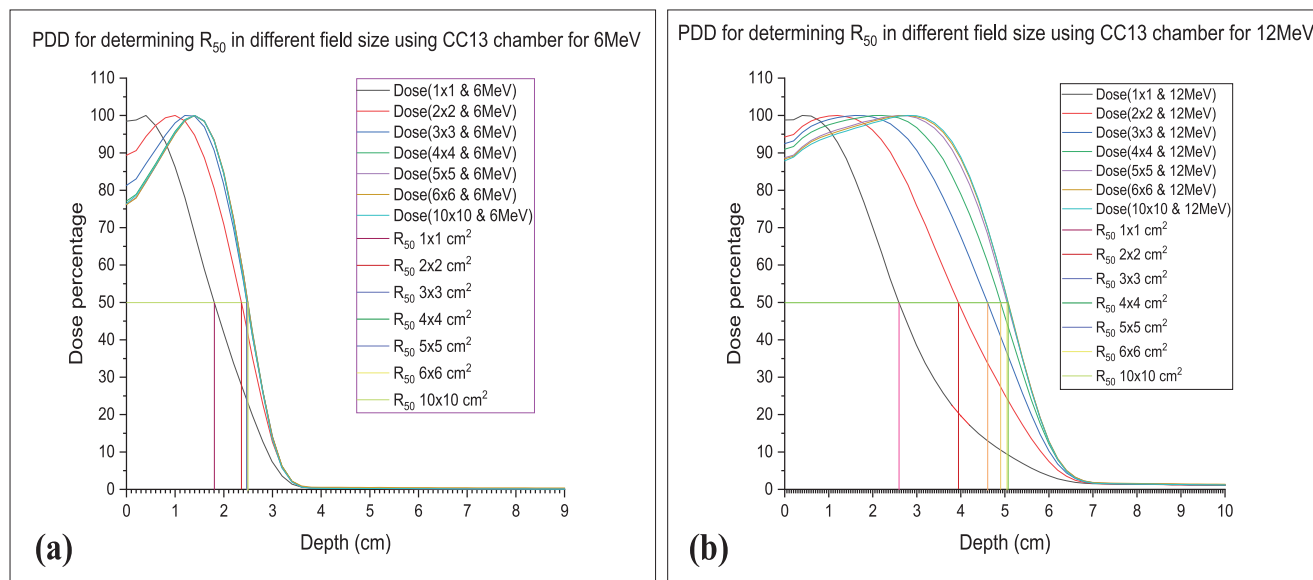 PDD for determining R50 in different field size using CC13 chamber for 6MeV
110
100
90
80
70
60
50
40
30
20
10
0
Dose percentage
0 1 2 3 4 5 6 7 8 9
Depth (cm)
Dose(1x1 & 6MeV)
Dose(2x2 & 6MeV)
Dose(3x3 & 6MeV)
Dose(4x4 & 6MeV)
Dose(5x5 & 6MeV)
Dose(6x6 & 6MeV)
Dose(10x10 & 6MeV)
R50 1x1 cm2
R50 2x2 cm2
R50 3x3 cm2
R50 4x4 cm2
R50 5x5 cm2
R50 6x6 cm2
R50 10x10 cm2
(a)
PDD for determining R50 in different field size using CC13 chamber for 12MeV
110
100
90
80
70
60
50
40
30
20
10
0
Dose percentage
0 1 2 3 4 5 6 7 8 9 10
Depth (cm)
Dose(1x1 & 12MeV)
Dose(2x2 & 12MeV)
Dose(3x3 & 12MeV)
Dose(4x4 & 12MeV)
Dose(5x5 & 12MeV)
Dose(6x6 & 12MeV)
Dose(10x10 & 12MeV)
R50 1x1 cm2
R50 2x2 cm2
R50 3x3 cm2
R50 4x4 cm2
R50 5x5 cm2
R50 6x6 cm2
R50 10x10 cm2
(b)